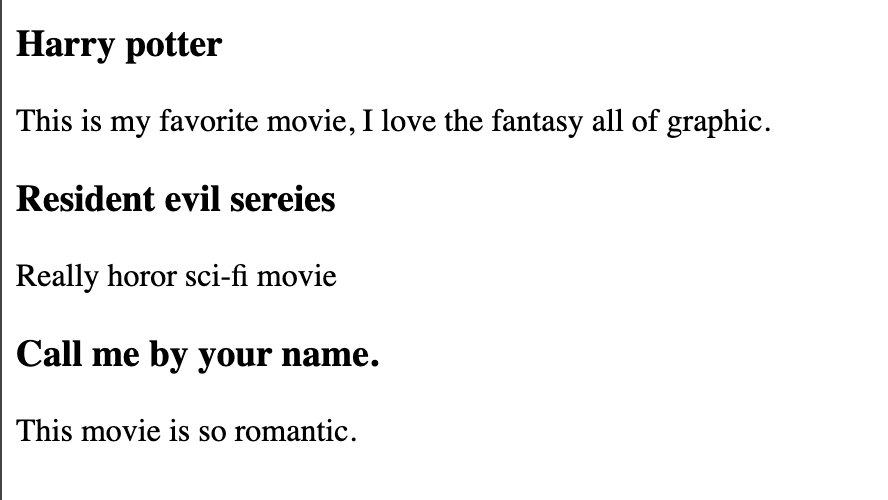 Harry potter
This is my favorite movie, I love the fantasy all of graphic.
Resident evil sereies
Really horor sci-fi movie
Call me by your name.
This movie is so romantic.